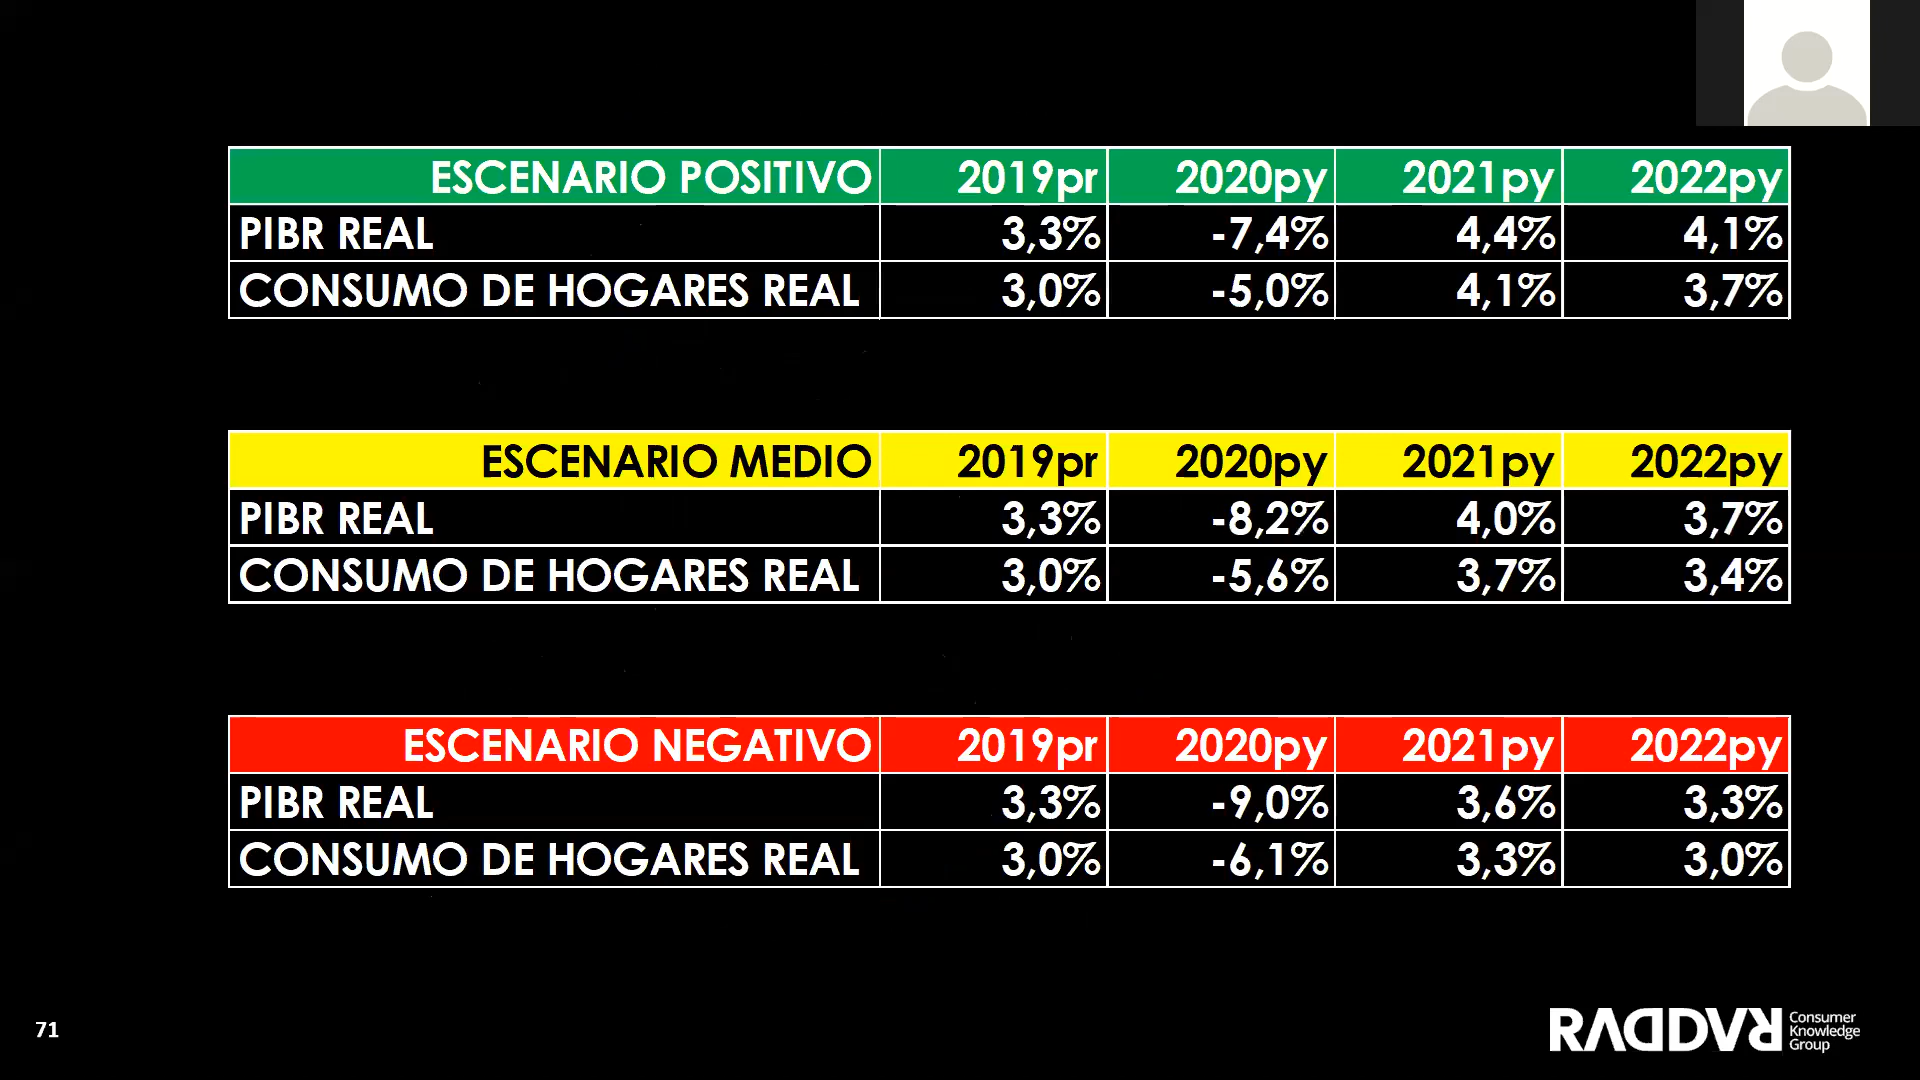 ESCENARIO POSITIVO 2019pr 2020py 2021py 2022py
PIBR REAL 3,3% -7,4% 4,4% 4,1%
CONSUMO DE HOGARES REAL 3,0% -5,0% 4,1% 3,7%
ESCENARIO MEDIO 2019pr 2020py 2021py 2022py
PIBR REAL 3,3% -8,2% 4,0% 3,7%
CONSUMO DE HOGARES REAL 3,0% -5,6% 3,7% 3,4%
ESCENARIO NEGATIVO 2019pr 2020py 2021py 2022py
PIBR REAL 3,3% -9,0% 3,6% 3,3%
CONSUMO DE HOGARES REAL 3,0% -6,1% 3,3% 3,0%
71
RADDAR
Consumer
Knowledge
Group